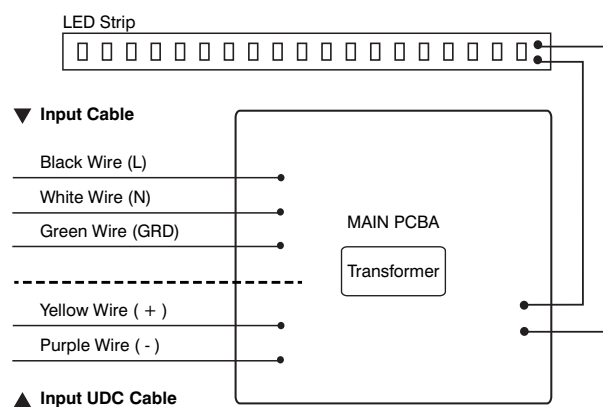 LED Strip
▼ Input Cable
Black Wire (L)
White Wire (N)
Green Wire (GRD)
MAIN PCBA
Transformer
Yellow Wire ( + )
Purple Wire ( - )
▲ Input UDC Cable